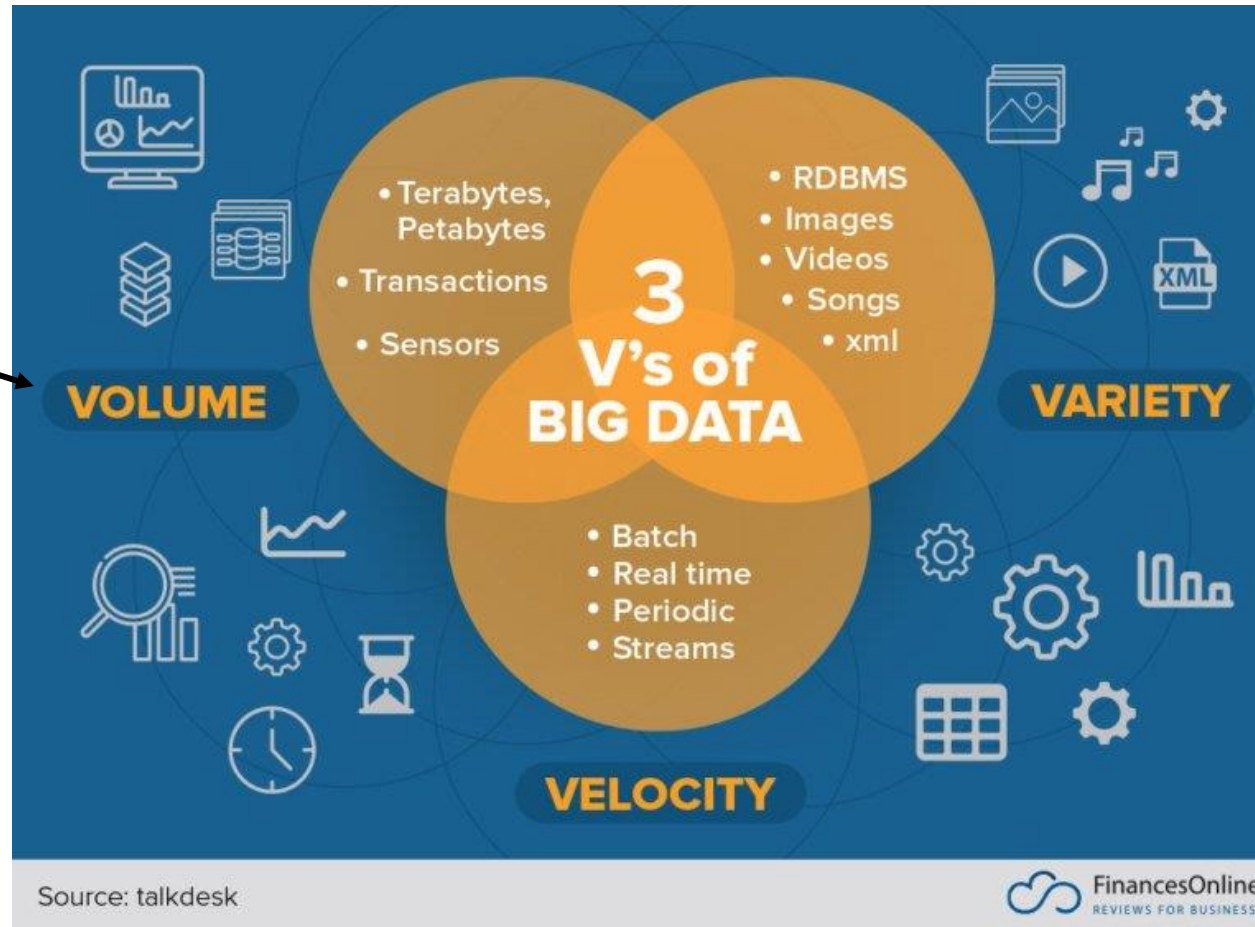 • Terabytes,
Petabytes
• Transactions
• Sensors
• RDBMS
• Images
• Videos
• Songs
• xml
3
V's of
BIG DATA
XML
VOLUME
VARIETY
• Batch
• Real time
• Periodic
• Streams
VELOCITY
Source: talkdesk
FinancesOnline
REVIEWS FOR BUSINESS